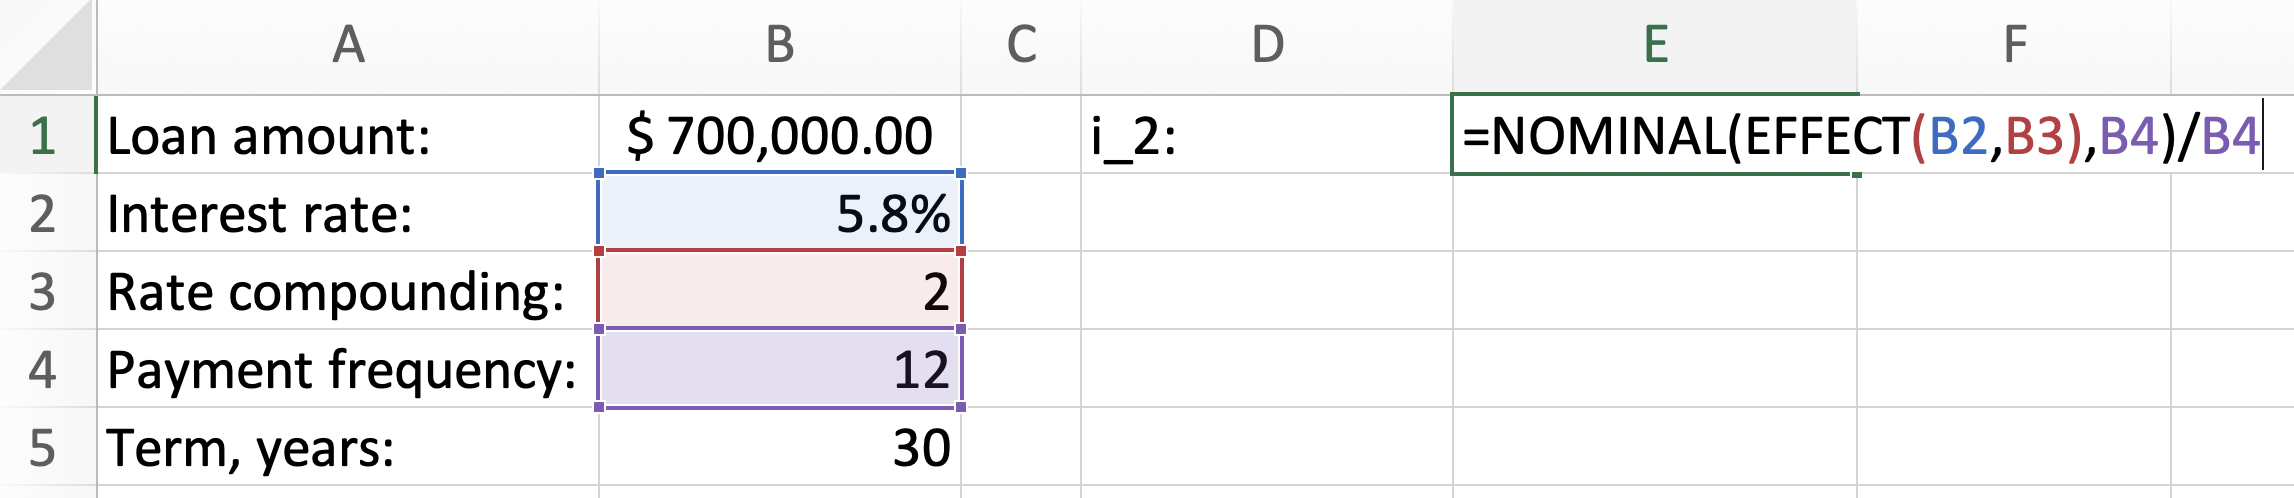 A B C D E F
1 Loan amount: $ 700,000.00 i_2: =NOMINAL(EFFECT(B2,B3),B4)/B4
2 Interest rate: 5.8%
3 Rate compounding: 2
4 Payment frequency: 12
5 Term, years: 30